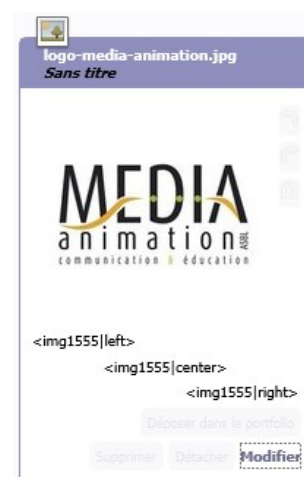 logo-media-animation.jpg
Sans titre
MEDIA
animation ASBL
communication & éducation
<img1555|left>
<img1555|center>
<img1555|right>
Déposer dans le portfolio
Supprimer Détacher Modifier